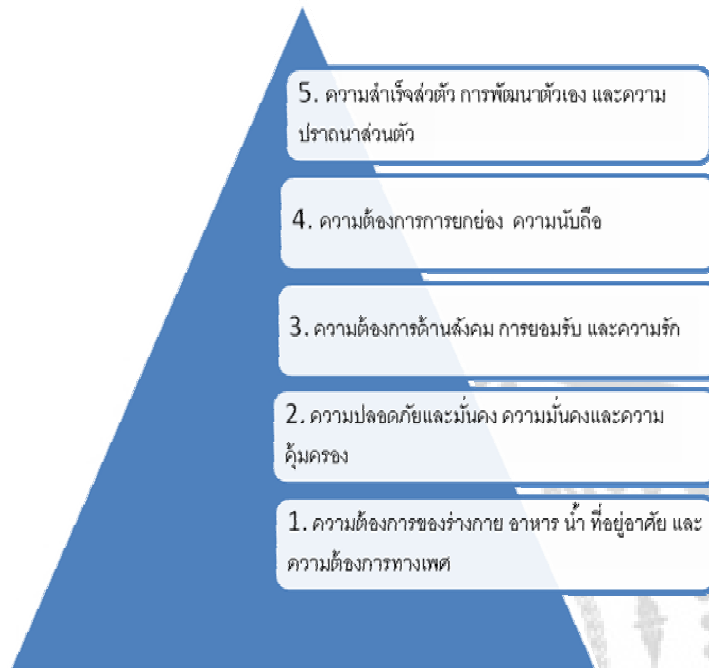 5. ความสำเร็จส่วตัว การพัฒนาตัวเอง และความ
ปราถนาส่วนตัว
4. ความต้องการการยกย่อง ความนับถือ
3. ความต้องการด้านสังคม การยอมรับ และความรัก
2. ความปลอดภัยและมั่นคง ความมั่นคงและความ
คุ้มครอง
1. ความต้องการของร่างกาย อาหาร น้ำ ที่อยู่อาศัย และ
ความต้องการทางเพศ